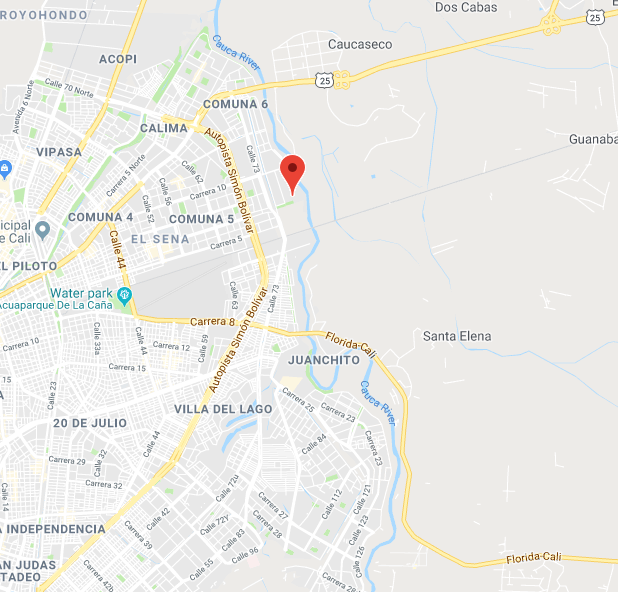 ROYOHONDO
Dos Cabas
25
Cauca River
Caucaseco
ACOPI
Calle 70 Norte
25
COMUNA 6
Avenida 6 Norte
CALIMA
Guanaba
VIPASA
Autopista Simón Bolívar
Calle 73
Carrera 5 Norte
Calle 62
Calle 56
Carrera 1D
Calle 52
COMUNA 4
COMUNA 5
nicipal
e Cali
EL SENA
Carrera 5
Calle 44
EL PILOTO
Water park
Acuaparque De La Caña
Calle 63
Calle 73
Autopista Simón Bolívar
Carrera 8
Calle 33a
Calle 44
Carrera 10
Carrera 12
Calle 59
Florida-Cali
Santa Elena
JUANCHITO
Carrera 15
Carrera 15
Calle 23
Cauca River
VILLA DEL LAGO
Carrera 25
Carrera 23
20 DE JULIO
Calle 44
Calle 84
Carrera 23
Carrera 29
Calle 32
Calle 72u
Calle 14
Calle 112
Calle 121
Calle 42
Carrera 27
A INDEPENDENCIA
Calle 72Y
Carrera 28
Calle 123
Carrera 39
Calle 83
Calle 96
Calle 126
Florida-Cali
AN JUDAS
TADEO
Calle 55
Carrera 42b
Carrera 28